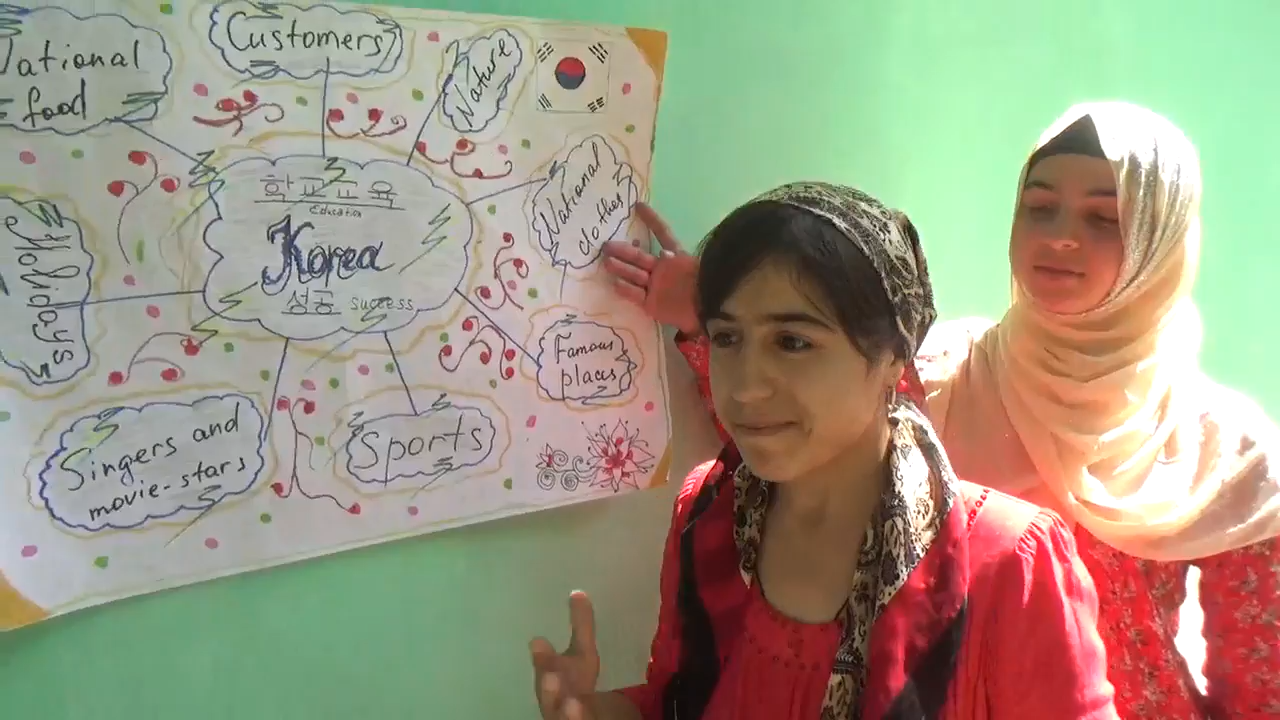 National
food
Customers
Nature
National
clothes
Famous
places
Sports
Singers and
movie-stars
Holidays
학교교육
Education
Korea
성공 success